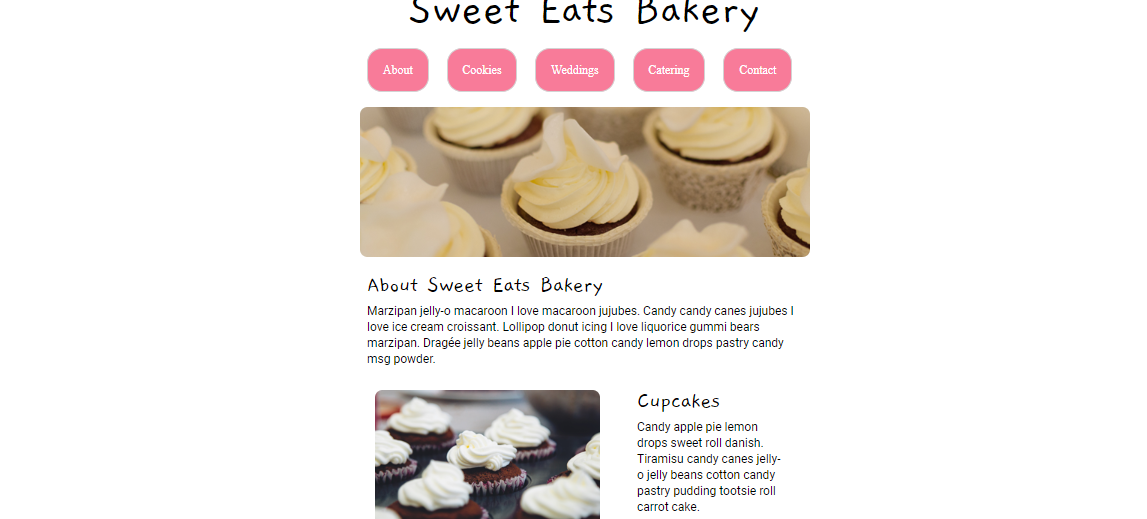 Sweet Eats Bakery
About Cookies Weddings Catering Contact
About Sweet Eats Bakery
Marzipan jelly-o macaroon I love macaroon jujubes. Candy candy canes jujubes I
love ice cream croissant. Lollipop donut icing I love liquorice gummi bears
marzipan. Dragée jelly beans apple pie cotton candy lemon drops pastry candy
msg powder.
Cupcakes
Candy apple pie lemon
drops sweet roll danish.
Tiramisu candy canes jelly-
o jelly beans cotton candy
pastry pudding tootsie roll
carrot cake.